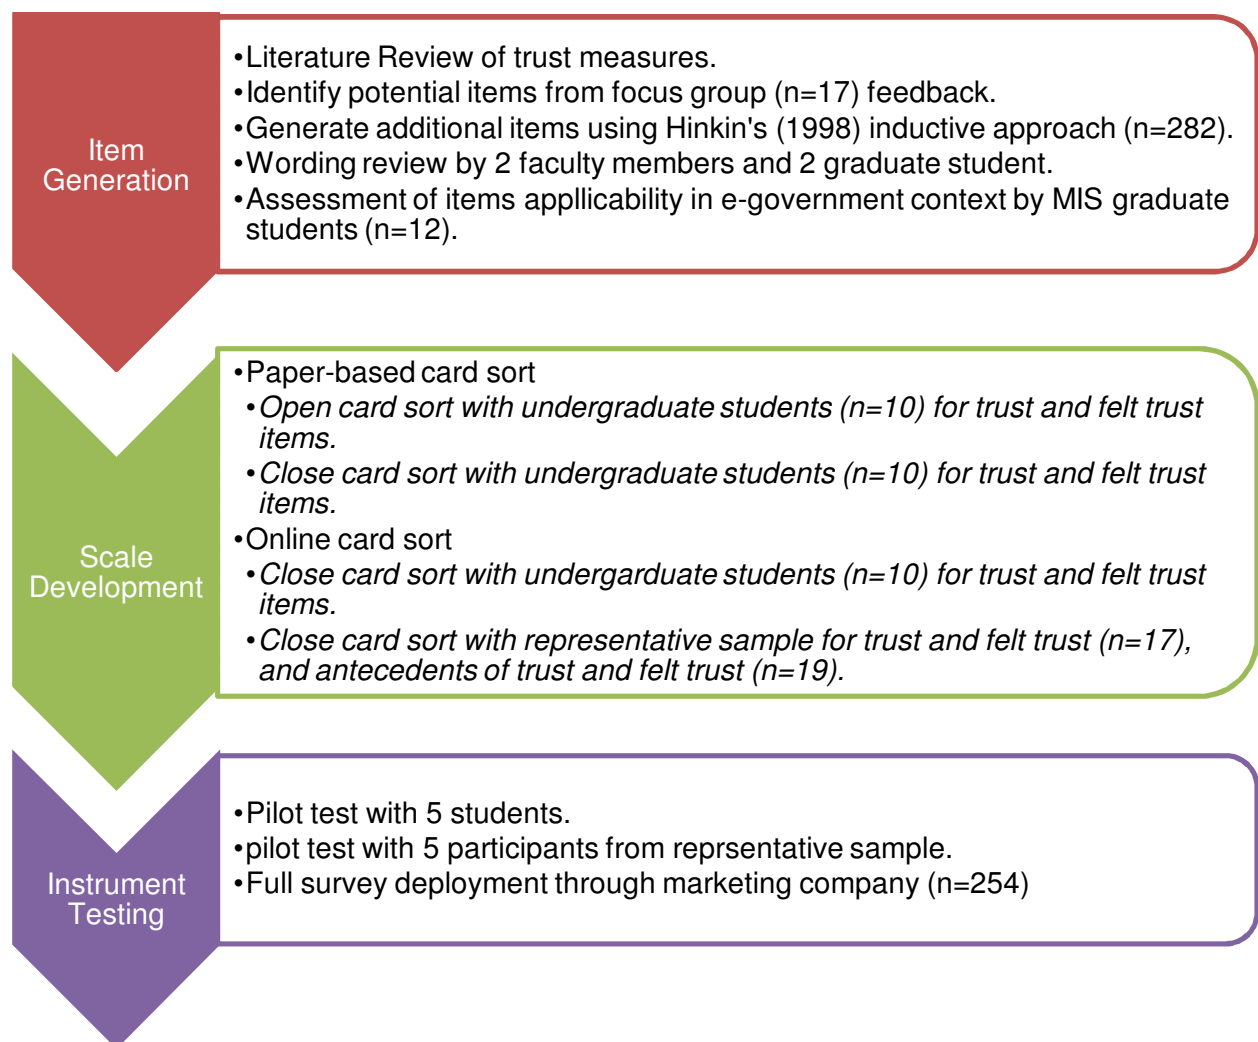 Item
Generation
•Literature Review of trust measures.
•Identify potential items from focus group (n=17) feedback.
•Generate additional items using Hinkin's (1998) inductive approach (n=282).
•Wording review by 2 faculty members and 2 graduate student.
•Assessment of items appllicability in e-government context by MIS graduate
students (n=12).
Scale
Development
•Paper-based card sort
•Open card sort with undergraduate students (n=10) for trust and felt trust
items.
•Close card sort with undergraduate students (n=10) for trust and felt trust
items.
•Online card sort
•Close card sort with undergarduate students (n=10) for trust and felt trust
items.
•Close card sort with representative sample for trust and felt trust (n=17),
and antecedents of trust and felt trust (n=19).
Instrument
Testing
•Pilot test with 5 students.
•pilot test with 5 participants from reprsentative sample.
•Full survey deployment through marketing company (n=254)